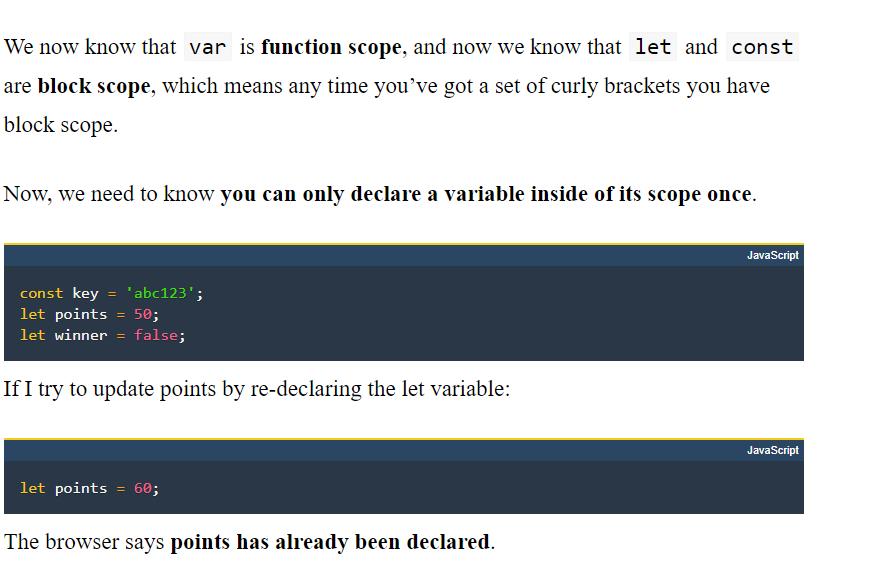 We now know that var is function scope, and now we know that let and const
are block scope, which means any time you’ve got a set of curly brackets you have
block scope.
Now, we need to know you can only declare a variable inside of its scope once.
JavaScript
const key = 'abc123';
let points = 50;
let winner = false;
If I try to update points by re-declaring the let variable:
JavaScript
let points = 60;
The browser says points has already been declared.